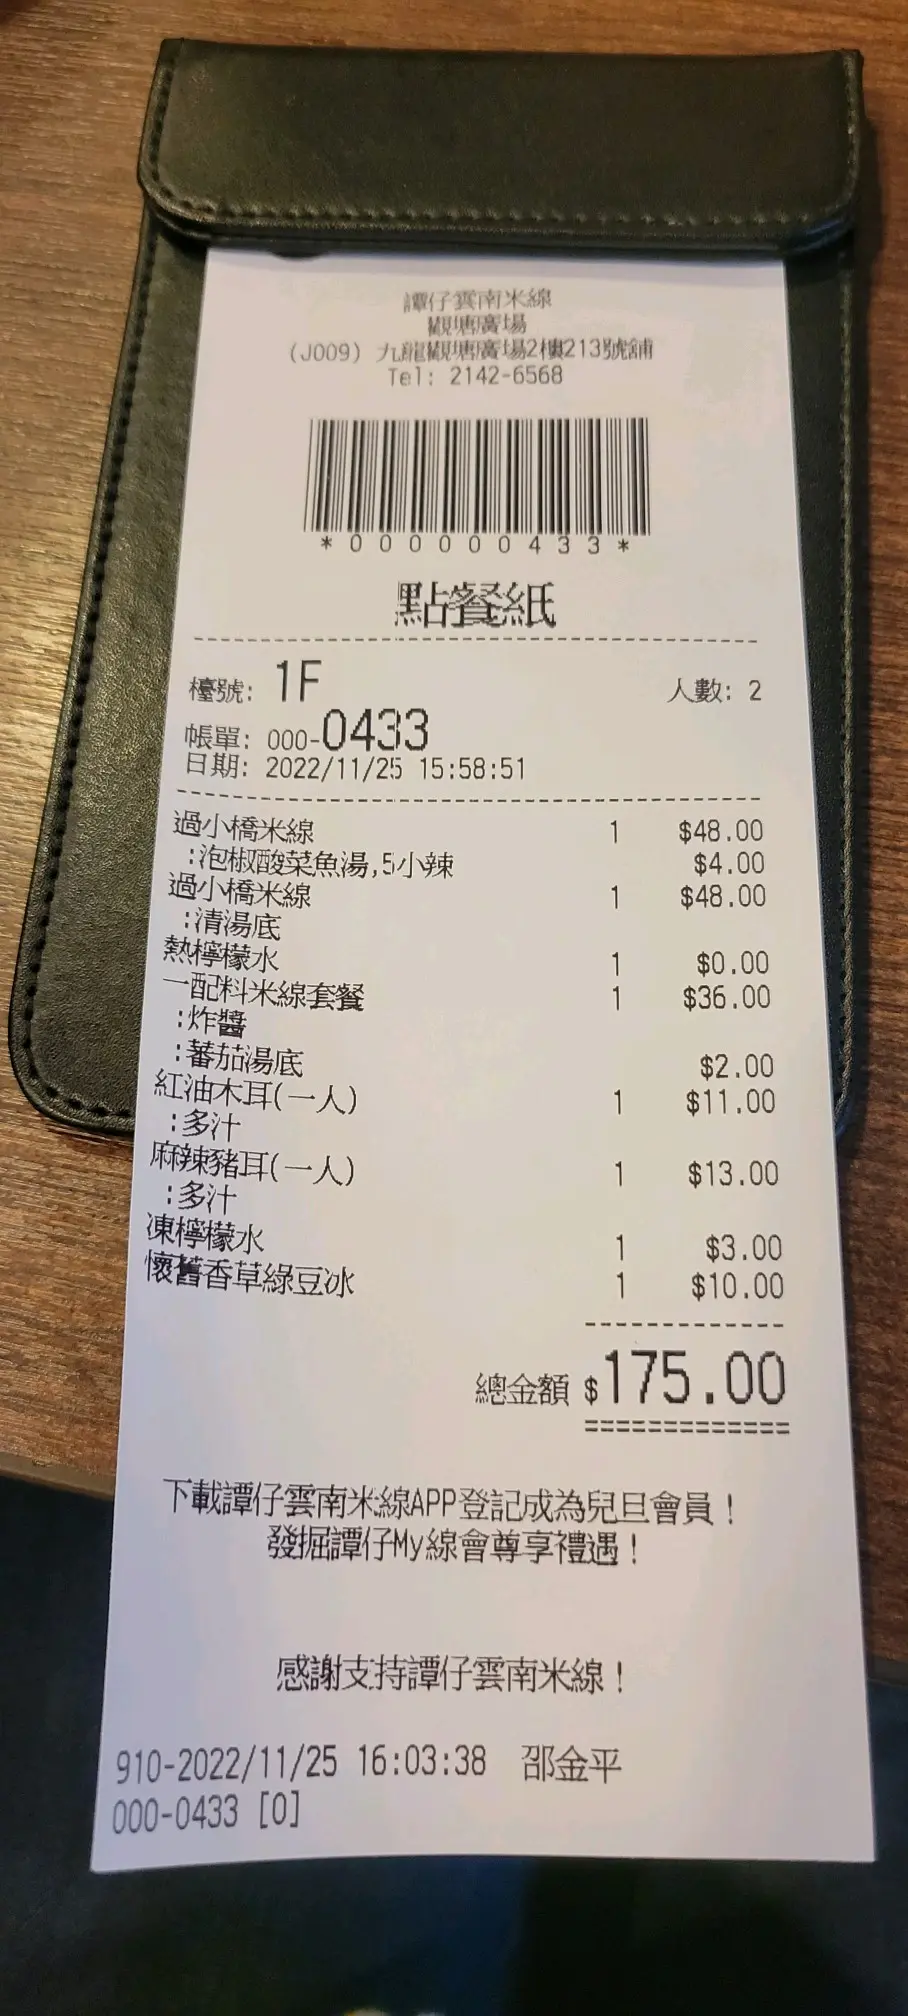 譚仔雲南米線
觀塘廣場
(J009) 九龍觀塘廣場2樓213號舖
Tel: 2142-6568
*000000433*
點餐紙
檯號: 1F 人數: 2
帳單: 000-0433
日期: 2022/11/25 15:58:51
過小橋米線 1 $48.00
:泡椒酸菜魚湯,5小辣 $4.00
過小橋米線 1 $48.00
:清湯底
熱檸檬水 1 $0.00
一配料米線套餐 1 $36.00
:炸醬
:蕃茄湯底 $2.00
紅油木耳(一人) 1 $11.00
:多汁
麻辣豬耳(一人) 1 $13.00
:多汁
凍檸檬水 1 $3.00
懷舊香草綠豆冰 1 $10.00
總金額 $175.00
下載譚仔雲南米線APP登記成為兒旦會員!
發掘譚仔My線會尊享禮遇!
感謝支持譚仔雲南米線!
910-2022/11/25 16:03:38 邵金平
000-0433 [0]